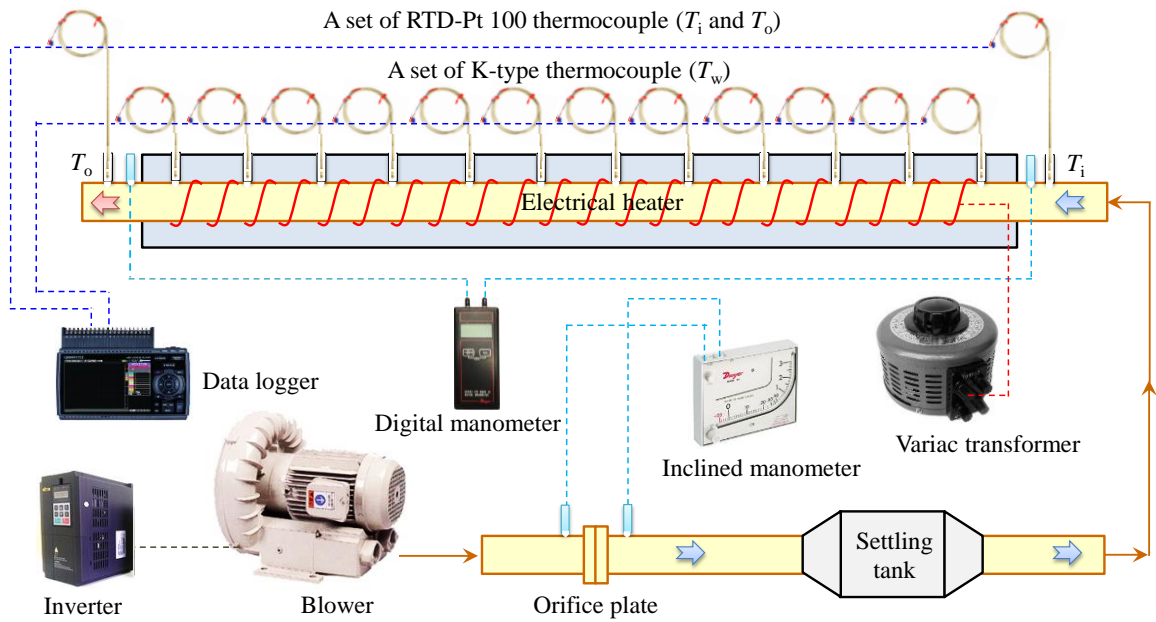 A set of RTD-Pt 100 thermocouple (Ti and To)
A set of K-type thermocouple (Tw)
To
Ti
Electrical heater
Data logger
Digital manometer
Inclined manometer
Variac transformer
Inverter
Blower
Orifice plate
Settling
tank